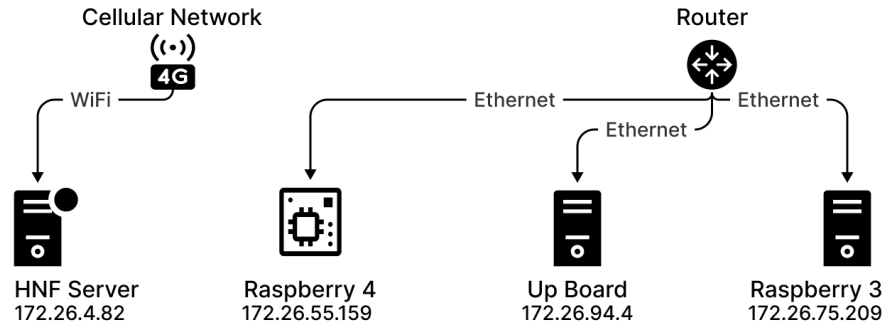 Cellular Network
Router
4G
WiFi
Ethernet
Ethernet
Ethernet
HNF Server
172.26.4.82
Raspberry 4
172.26.55.159
Up Board
172.26.94.4
Raspberry 3
172.26.75.209